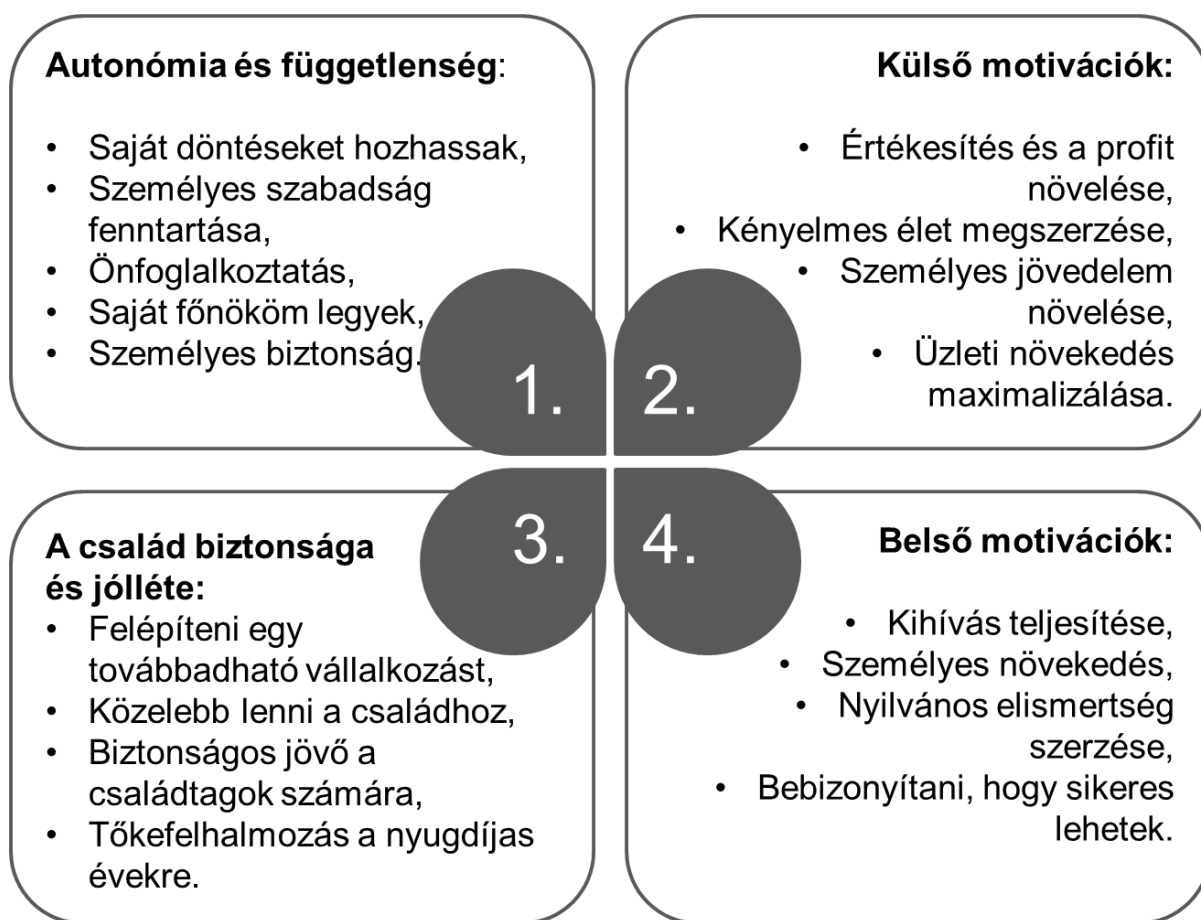 Autonómia és függetlenség:
• Saját döntéseket hozhassak,
• Személyes szabadság
fenntartása,
• Önfoglalkoztatás,
• Saját főnököm legyek,
• Személyes biztonság.
1.
Külső motivációk:
• Értékesítés és a profit
növelése,
• Kényelmes élet megszerzése,
• Személyes jövedelem
növelése,
• Üzleti növekedés
maximalizálása.
2.
A család biztonsága
és jólléte:
• Felépíteni egy
továbbadható vállalkozást,
• Közelebb lenni a családhoz,
• Biztonságos jövő a
családtagok számára,
• Tőkefelhalmozás a nyugdíjas
évekre.
3.
Belső motivációk:
• Kihívás teljesítése,
• Személyes növekedés,
• Nyilvános elismertség
szerzése,
• Bebizonyítani, hogy sikeres
lehetek.
4.